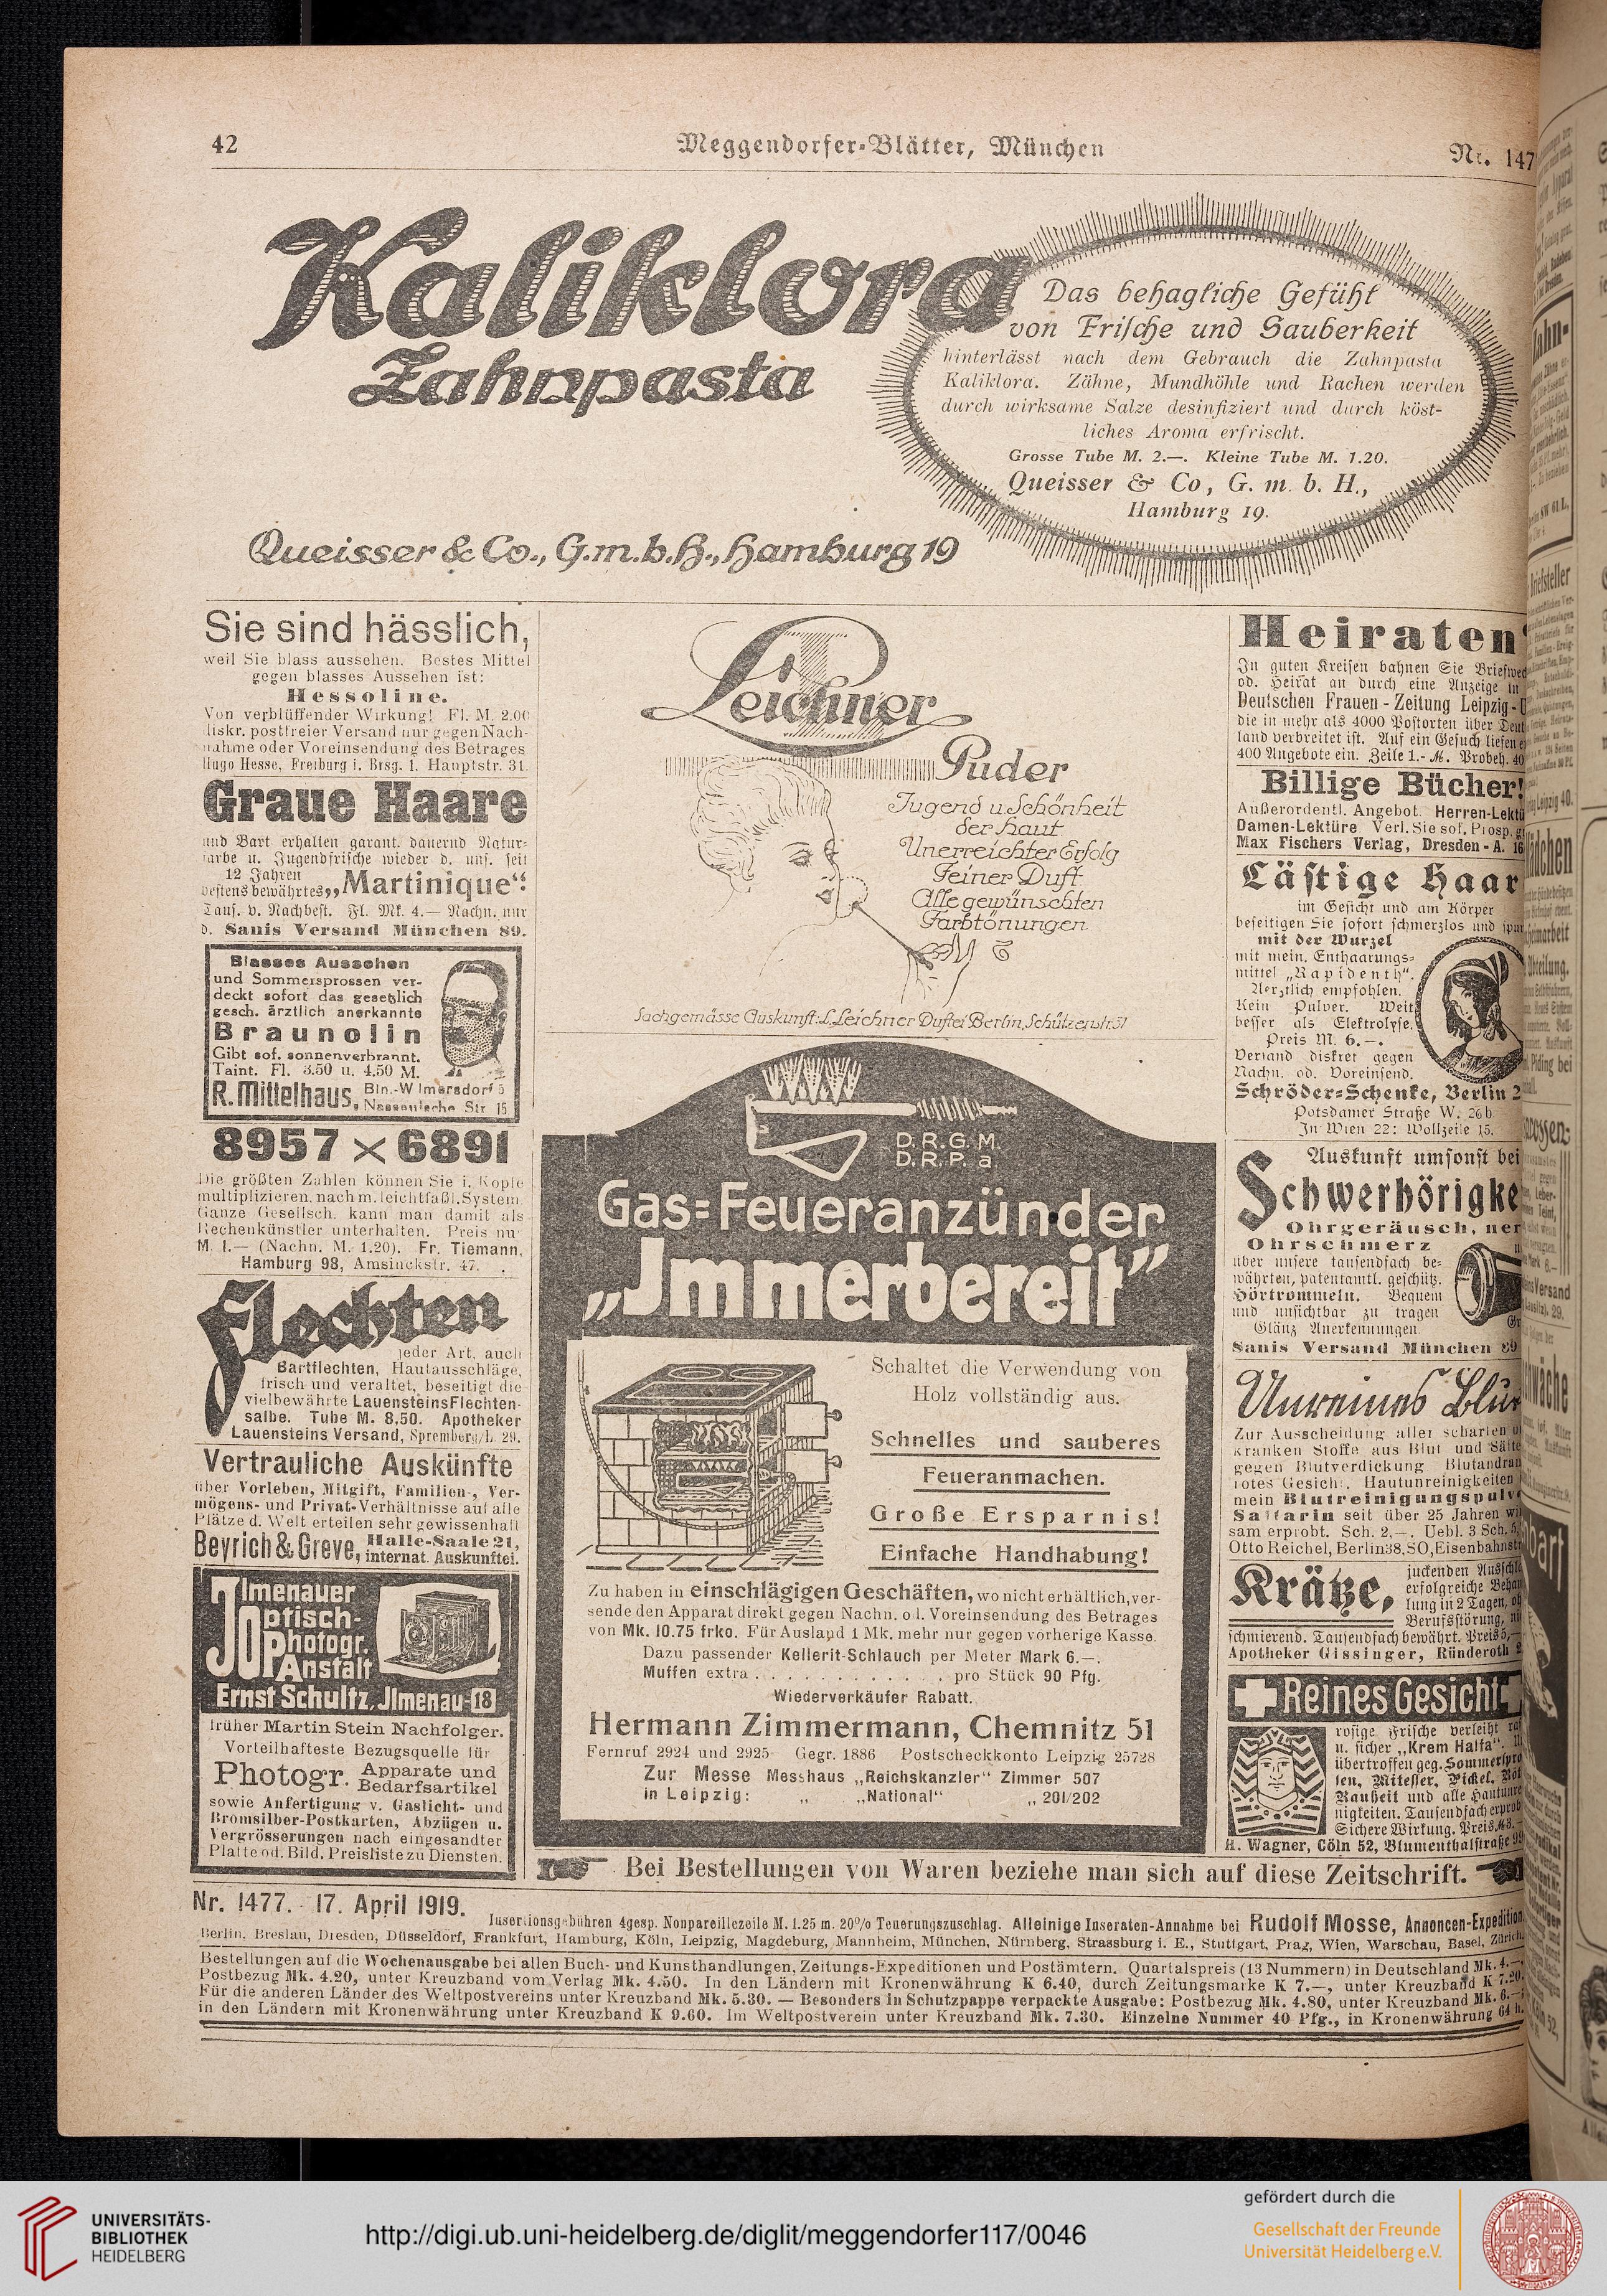 42
Meggendorfer-Blätter, München
Nr. 147
Kaliklora
Zahnpasta
Das behagliche Gefühl
von Frische und Sauberkeit
hinterlässt nach dem Gebrauch die Zahnpasta
Kaliklora. Zähne, Mundhöhle und Rachen werden
durch wirksame Salze desinfiziert und durch köst-
liches Aroma erfrischt.
Grosse Tube M. 2.—. Kleine Tube M. 1.20.
Queisser & Co, G. m. b. H.,
Hamburg 19.
Queisser & Co., G.m.b.H., Hamburg 19
Sie sind hässlich,
weil Sie blass aussehen. Bestes Mittel
gegen blasses Aussehen ist:
Hessoline.
Von verblüffender Wirkung! Fl. M. 2.00
diskr. postfreier Versand nur gegen Nach-
nahme oder Voreinsendung des Betrages
Hugo Hesse, Freiburg i. Brsg. 1. Hauptstr. 31.
Graue Haare
und Bart erhalten garant. dauernd Natur-
farbe u. Jugendfrische wieder d. uns. seit
12 Jahren
bestens bewährtes „Martinique“
Taus. v. Nachbest. Fl. Mk. 4.— Nachn. nur
d. Sanis Versand München 89.
Blasses Aussehen
und Sommersprossen ver-
deckt sofort das gesetzlich
gesch. ärztlich anerkannte
Braunolin
Gibt sof. sonnenverbrannt.
Taint. Fl. 3.50 u. 4.50 M.
R. Mittelhaus, Bln.-Wilmersdorf 5
Nassauische Str. 15
8957 × 6891
Die größten Zahlen können Sie i. Kopfe
multiplizieren. nach m. leichtfaßl. System.
Ganze Gesellsch. kann man damit als
Rechenkünstler unterhalten. Preis nu
M. 1.— (Nachn. M. 1.20). Fr. Tiemann,
Hamburg 98, Amsinckstr. 47.
Flechten
jeder Art, auch
Bartflechten, Hautausschläge,
frisch und veraltet, beseitigt die
vielbewährte Lauensteins Flechten-
salbe. Tube M. 8,50. Apotheker
Lauensteins Versand, Spremberg/L. 29.
Vertrauliche Auskünfte
über Vorleben, Mitgift, Familien-, Ver-
mögens- und Privat-Verhältnisse auf alle
Plätze d. Welt erteilen sehr gewissenhaft
Beyrich & Greve, Halle-Saale 21,
internat. Auskunftei.
Ilmenauer
Optisch-
Photogr.
Anstalt
Ernst Schultz, Jlmenau-18
früher Martin Stein Nachfolger.
Vorteilhafteste Bezugsquelle für
Photogr. Apparate und
Bedarfsartikel
sowie Anfertigung v. Gaslicht- und
Bromsilber-Postkarten, Abzügen u.
Vergrösserungen nach eingesandter
Platte od. Bild. Preisliste zu Diensten.
L
Leichner
Puder
Jugend u Schönheit
der Haut
Unerreichter Erfolg
Feiner Duft
Alle gewünschten
Farbtönungen
Sachgemässe Auskunft: L. Leichner Duftei Berlin, Schützenstr. 31
D. R. G. M.
D. R. P. a
Gas-Feueranzünder
„Jmmerbereit“
Schaltet die Verwendung von
Holz vollständig aus.
Schnelles und sauberes
Feueranmachen.
Große Ersparnis!
Einfache Handhabung!
Zu haben in einschlägigen Geschäften, wo nicht erhältlich, ver-
sende den Apparat direkt gegen Nachn. od. Voreinsendung des Betrages
von Mk. 10.75 frko. Für Ausland 1 Mk. mehr nur gegen vorherige Kasse.
Dazu passender Kellerit-Schlauch per Meter Mark 6.—.
Muffen extra . . . . . . . . . . . . pro Stück 90 Pfg.
Wiederverkäufer Rabatt.
Hermann Zimmermann, Chemnitz 51
Fernruf 2924 und 2925 Gegr. 1886 Postscheckkonto Leipzig 25728
Zur Messe Messhaus „Reichskanzler“ Zimmer 507
in Leipzig: „ „National“ „ 201/202
Heiraten
In guten Kreisen bahnen Sie Briefwec
od. Heirat an durch eine Anzeige in
Deutschen Frauen-Zeitung Leipzig-
die in mehr als 4000 Postorten über Deut
land verbreitet ist. Auf ein Gesuch liefen
400 Angebote ein. Zeile 1.- M. Probeh. 40
Billige Bücher!
Außerordentl. Angebot. Herren-Lektü
Damen-Lektüre. Verl. Sie sof. Prosp.
Max Fischers Verlag, Dresden-A. 16
Lästige Haar
im Gesicht und am Körper
beseitigen Sie sofort schmerzlos und spur
mit der Wurzel
mit mein. Enthaarungs-
mittel „Rapidenth“.
Aerztlich empfohlen.
Kein Pulver. Weit
besser als Elektrolyse.
Preis M. 6.—.
Versand diskret gegen
Nachn. od. Voreinsend.
Schröder-Schenke, Berlin 2
Potsdamer Straße W. 26b.
In Wien 22: Wollzeile 15.
Auskunft umsonst bei
Schwerhörigke
Ohrgeräusch, ner
Ohrschmerz
über unsere tausendfach be-
währten, patentamtl. geschütz.
Hörtrommeln. Bequem
und unsichtbar zu tragen
Glänz Anerkennungen.
Sanis Versand München 89
Unreines Blut
Zur Ausscheidung aller scharfen u
kranken Stoffe aus Blut und Säfte
gegen Blutverdickung Blutandran
rotes Gesicht, Hautunreinigkeiten
mein Blutreinigungspulve
Salfarin seit über 25 Jahren wi
sam erprobt. Sch. 2.—. Uebl. 3 Sch. 5.
Otto Reichel, Berlin 38, SO, Eisenbahnstr
Krätze,
juckenden Ausschl
erfolgreiche Behan
lung in 2 Tagen, oh
Berufsstörung, ni
schmierend. Tausendfach bewährt. Preis 5,—
Apotheker Gissinger, Ründeroth 2
Reines Gesicht
rosige Frische verleiht
u. sicher „Krem Halfa“.
übertroffen geg. Sommerspro
sen, Mitesser, Pickel, Röt
Rauheit und alle Hautunre
nigkeiten. Tausendfach erprob
Sichere Wirkung. Preis M 3.—
H. Wagner, Cöln 52, Blumenthalstraße 99
Bei Bestellungen von Waren beziehe man sich auf diese Zeitschrift.
Nr. 1477. 17. April 1919.
Insertionsgebühren 4gesp. Nonpareillezeile M. 1.25 m. 20% Teuerungszuschlag. Alleinige Inseraten-Annahme bei Rudolf Mosse, Annoncen-Expedition
Berlin, Breslau, Dresden, Düsseldorf, Frankfurt, Hamburg, Köln, Leipzig, Magdeburg, Mannheim, München, Nürnberg, Strassburg i. E., Stuttgart, Prag, Wien, Warschau, Basel, Zürich.
Bestellungen auf die Wochenausgabe bei allen Buch- und Kunsthandlungen, Zeitungs-Expeditionen und Postämtern. Quartalspreis (13 Nummern) in Deutschland Mk. 4.—,
Postbezug Mk. 4.20, unter Kreuzband vom Verlag Mk. 4.50. In den Ländern mit Kronenwährung K 6.40, durch Zeitungsmarke K 7.—, unter Kreuzband K 7.20.
Für die anderen Länder des Weltpostvereins unter Kreuzband Mk. 5.30. — Besonders in Schutzpappe verpackte Ausgabe: Postbezug Mk. 4.80, unter Kreuzband Mk. 6.—;
in den Ländern mit Kronenwährung unter Kreuzband K 9.60. Im Weltpostverein unter Kreuzband Mk. 7.30. Einzelne Nummer 40 Pfg., in Kronenwährung 64 h.
UNIVERSITÄTS-
BIBLIOTHEK
HEIDELBERG
http://digi.ub.uni-heidelberg.de/diglit/meggendorfer117/0046
gefördert durch die
Gesellschaft der Freunde
Universität Heidelberg e.V.